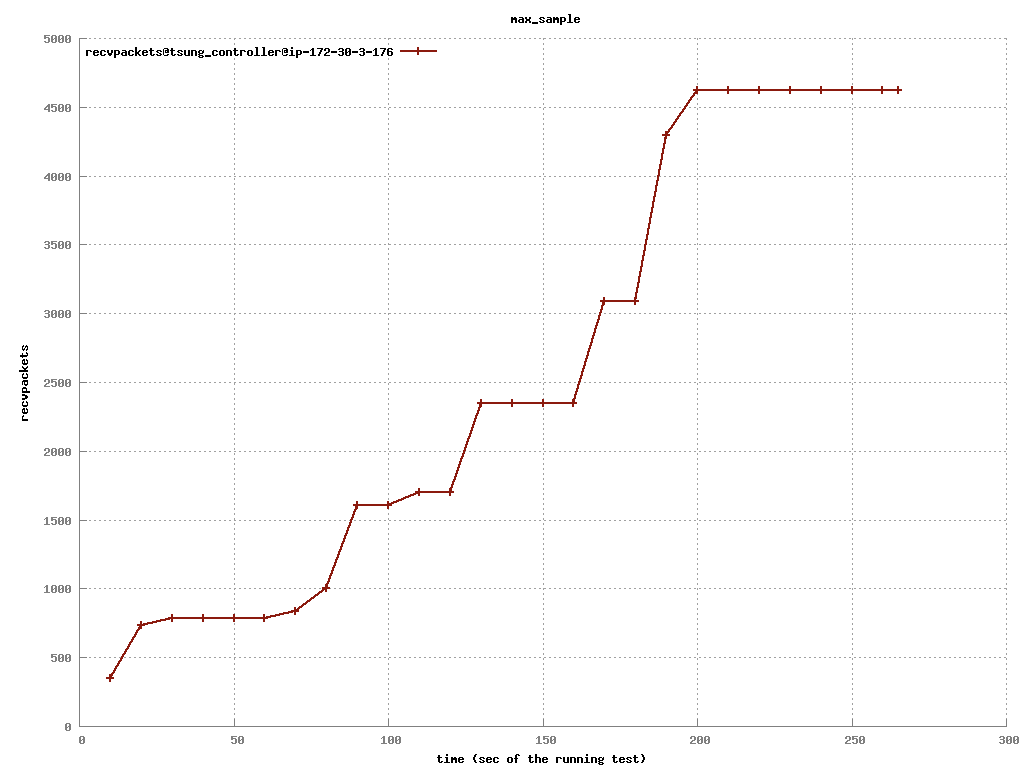 max_sample
recvpackets@tsung_controller@ip-172-30-3-176
5000
4500
4000
3500
3000
2500
2000
1500
1000
500
0
recvpackets
0 50 100 150 200 250 300
time (sec of the running test)